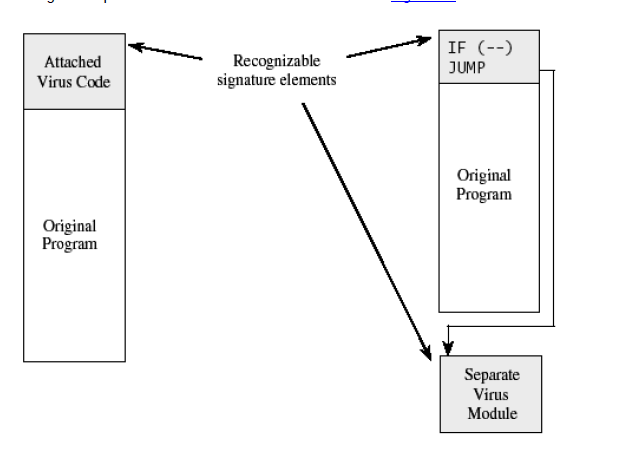 Attached
Virus Code
Recognizable
signature elements
IF (--)
JUMP
Original
Program
Original
Program
Separate
Virus
Module